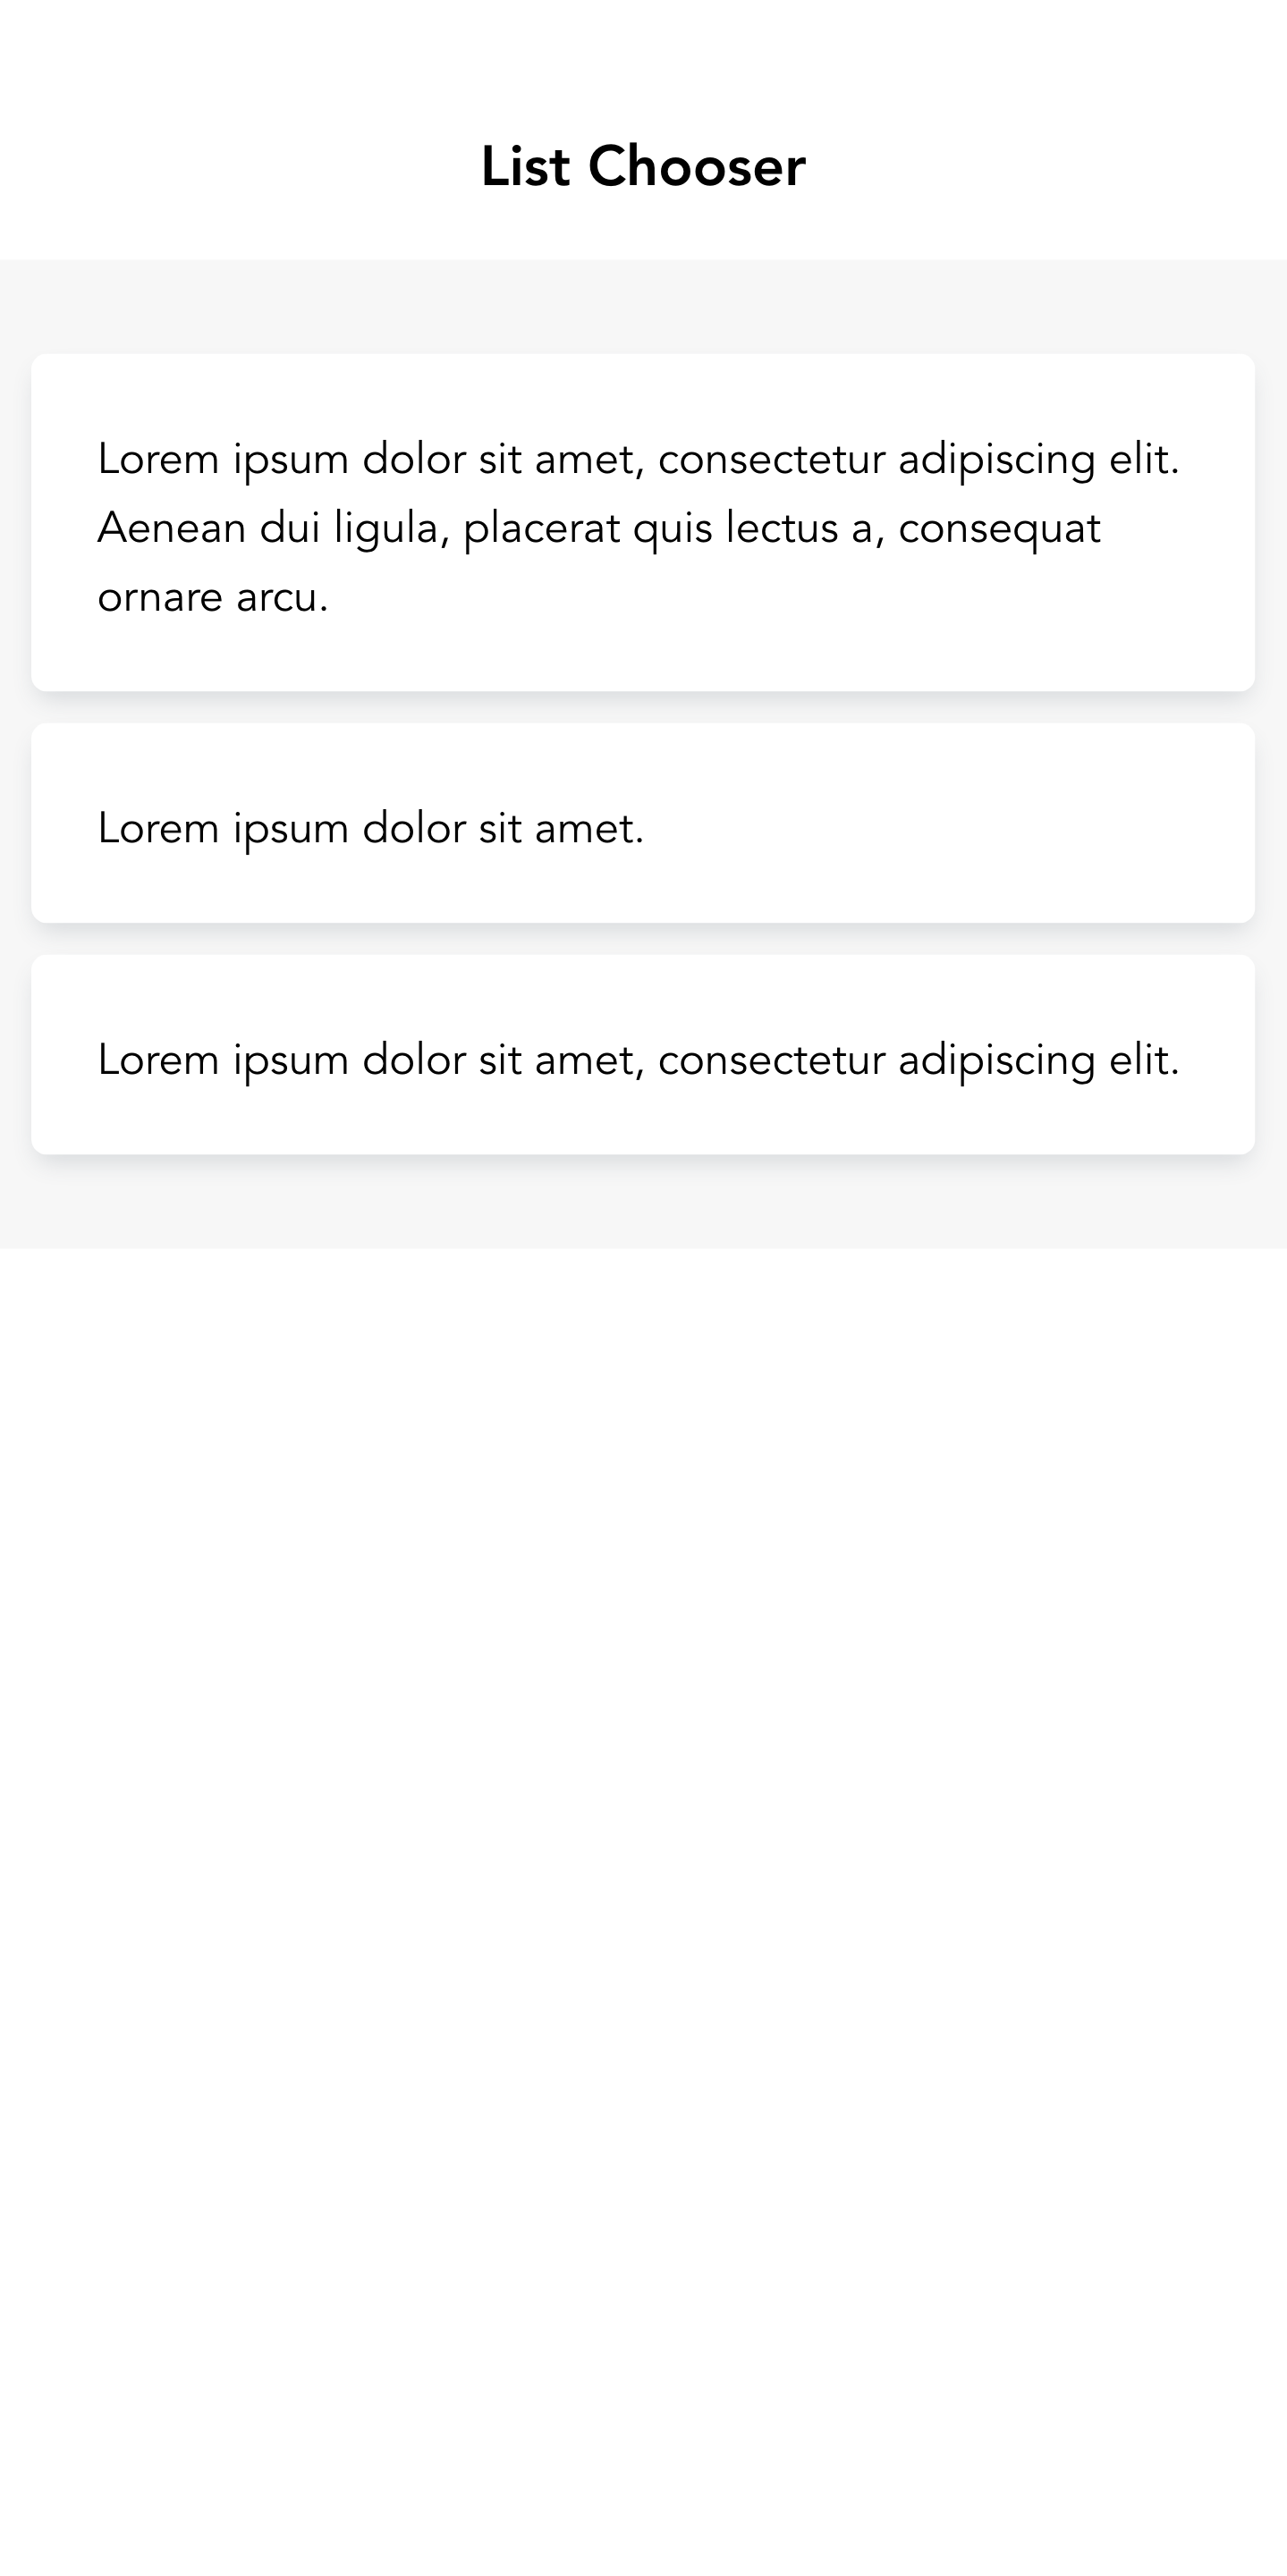 List Chooser
Lorem ipsum dolor sit amet, consectetur adipiscing elit.
Aenean dui ligula, placerat quis lectus a, consequat
ornare arcu.
Lorem ipsum dolor sit amet.
Lorem ipsum dolor sit amet, consectetur adipiscing elit.